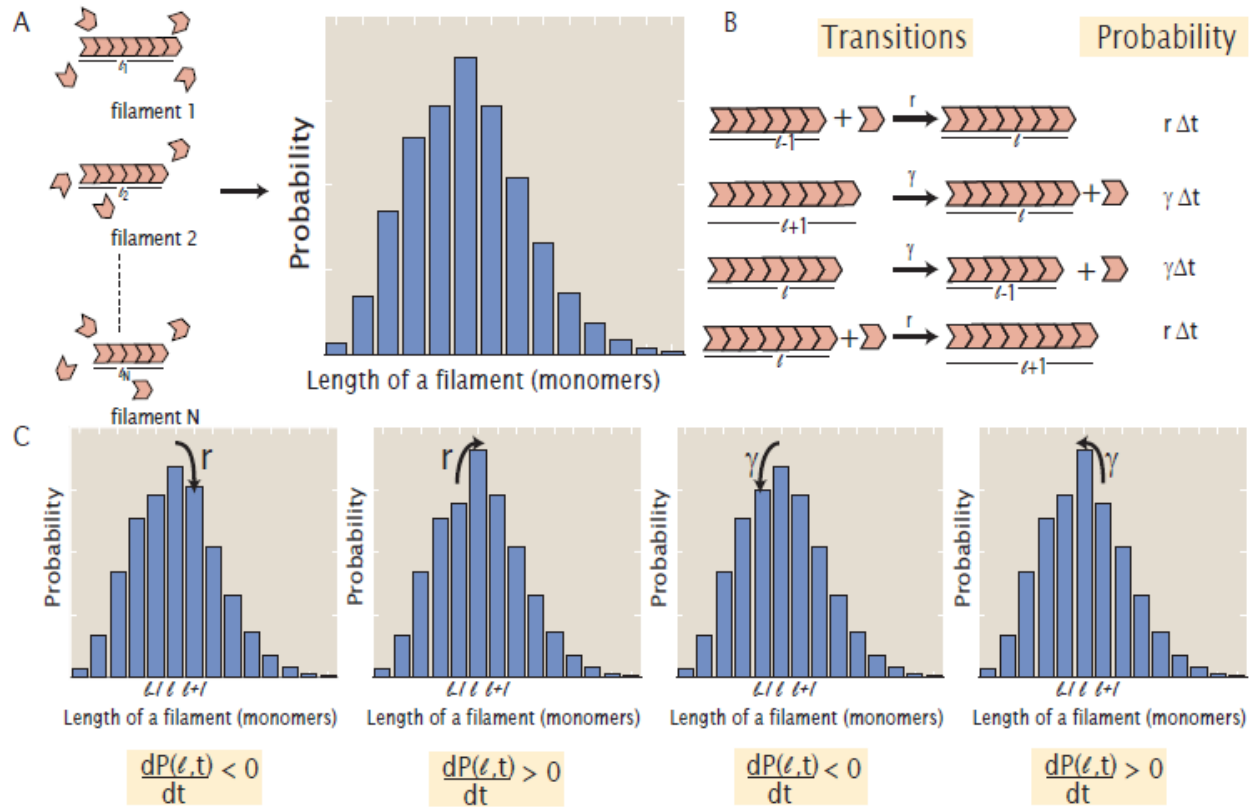 A
ℓ1
filament 1
ℓ2
filament 2
ℓN
filament N
Probability
Length of a filament (monomers)
B
Transitions Probability
ℓ-1 + r ℓ r Δt
ℓ+1 γ ℓ + γ Δt
ℓ γ ℓ-1 + γΔt
ℓ + r ℓ+1 r Δt
C
r
Probability
ℓ-1 ℓ ℓ+1
Length of a filament (monomers)
dP(ℓ,t) < 0
dt
r
Probability
ℓ-1 ℓ ℓ+1
Length of a filament (monomers)
dP(ℓ,t) > 0
dt
γ
Probability
ℓ-1 ℓ ℓ+1
Length of a filament (monomers)
dP(ℓ,t) < 0
dt
γ
Probability
ℓ-1 ℓ ℓ+1
Length of a filament (monomers)
dP(ℓ,t) > 0
dt